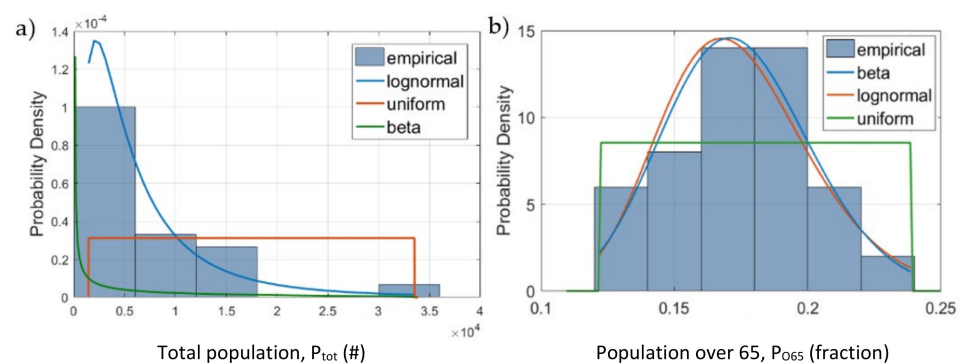 a)
×10⁻⁴
Probability Density
1.4
1.2
1
0.8
0.6
0.4
0.2
0
empirical
lognormal
uniform
beta
0 0.5 1 1.5 2 2.5 3 3.5 4
×10⁴
Total population, Pₜₒₜ (#)
b)
Probability Density
15
10
5
0
empirical
beta
lognormal
uniform
0.1 0.15 0.2 0.25
Population over 65, P_O65 (fraction)